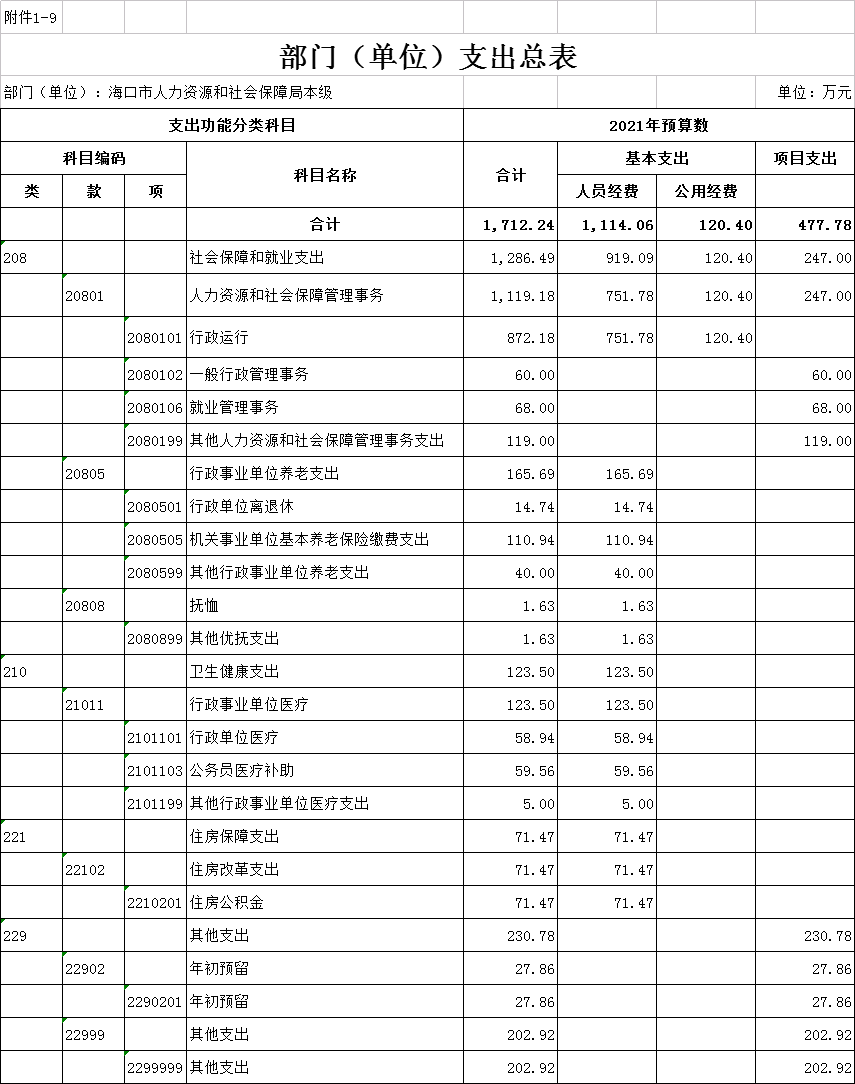 附件1-9
部门（单位）支出总表
部门（单位）：海口市人力资源和社会保障局本级 单位：万元
支出功能分类科目 2021年预算数
科目编码 科目名称 合计 基本支出 项目支出
类 款 项 人员经费 公用经费
合计 1,712.24 1,114.06 120.40 477.78
208 社会保障和就业支出 1,286.49 919.09 120.40 247.00
20801 人力资源和社会保障管理事务 1,119.18 751.78 120.40 247.00
2080101 行政运行 872.18 751.78 120.40
2080102 一般行政管理事务 60.00 60.00
2080106 就业管理事务 68.00 68.00
2080199 其他人力资源和社会保障管理事务支出 119.00 119.00
20805 行政事业单位养老支出 165.69 165.69
2080501 行政单位离退休 14.74 14.74
2080505 机关事业单位基本养老保险缴费支出 110.94 110.94
2080599 其他行政事业单位养老支出 40.00 40.00
20808 抚恤 1.63 1.63
2080899 其他优抚支出 1.63 1.63
210 卫生健康支出 123.50 123.50
21011 行政事业单位医疗 123.50 123.50
2101101 行政单位医疗 58.94 58.94
2101103 公务员医疗补助 59.56 59.56
2101199 其他行政事业单位医疗支出 5.00 5.00
221 住房保障支出 71.47 71.47
22102 住房改革支出 71.47 71.47
2210201 住房公积金 71.47 71.47
229 其他支出 230.78 230.78
22902 年初预留 27.86 27.86
2290201 年初预留 27.86 27.86
22999 其他支出 202.92 202.92
2299999 其他支出 202.92 202.92